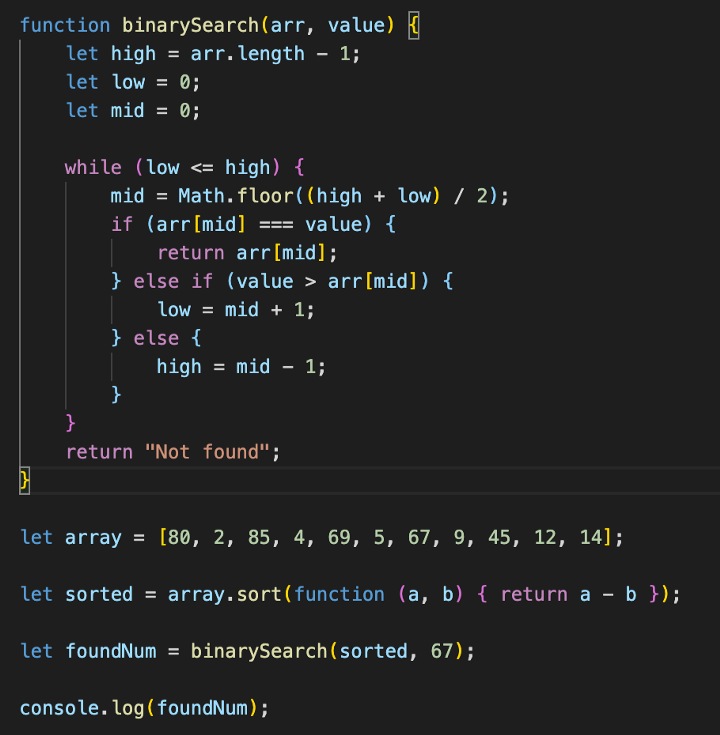 function binarySearch(arr, value) {
    let high = arr.length - 1;
    let low = 0;
    let mid = 0;

    while (low <= high) {
        mid = Math.floor((high + low) / 2);
        if (arr[mid] === value) {
            return arr[mid];
        } else if (value > arr[mid]) {
            low = mid + 1;
        } else {
            high = mid - 1;
        }
    }
    return "Not found";
}

let array = [80, 2, 85, 4, 69, 5, 67, 9, 45, 12, 14];

let sorted = array.sort(function (a, b) { return a - b });

let foundNum = binarySearch(sorted, 67);

console.log(foundNum);